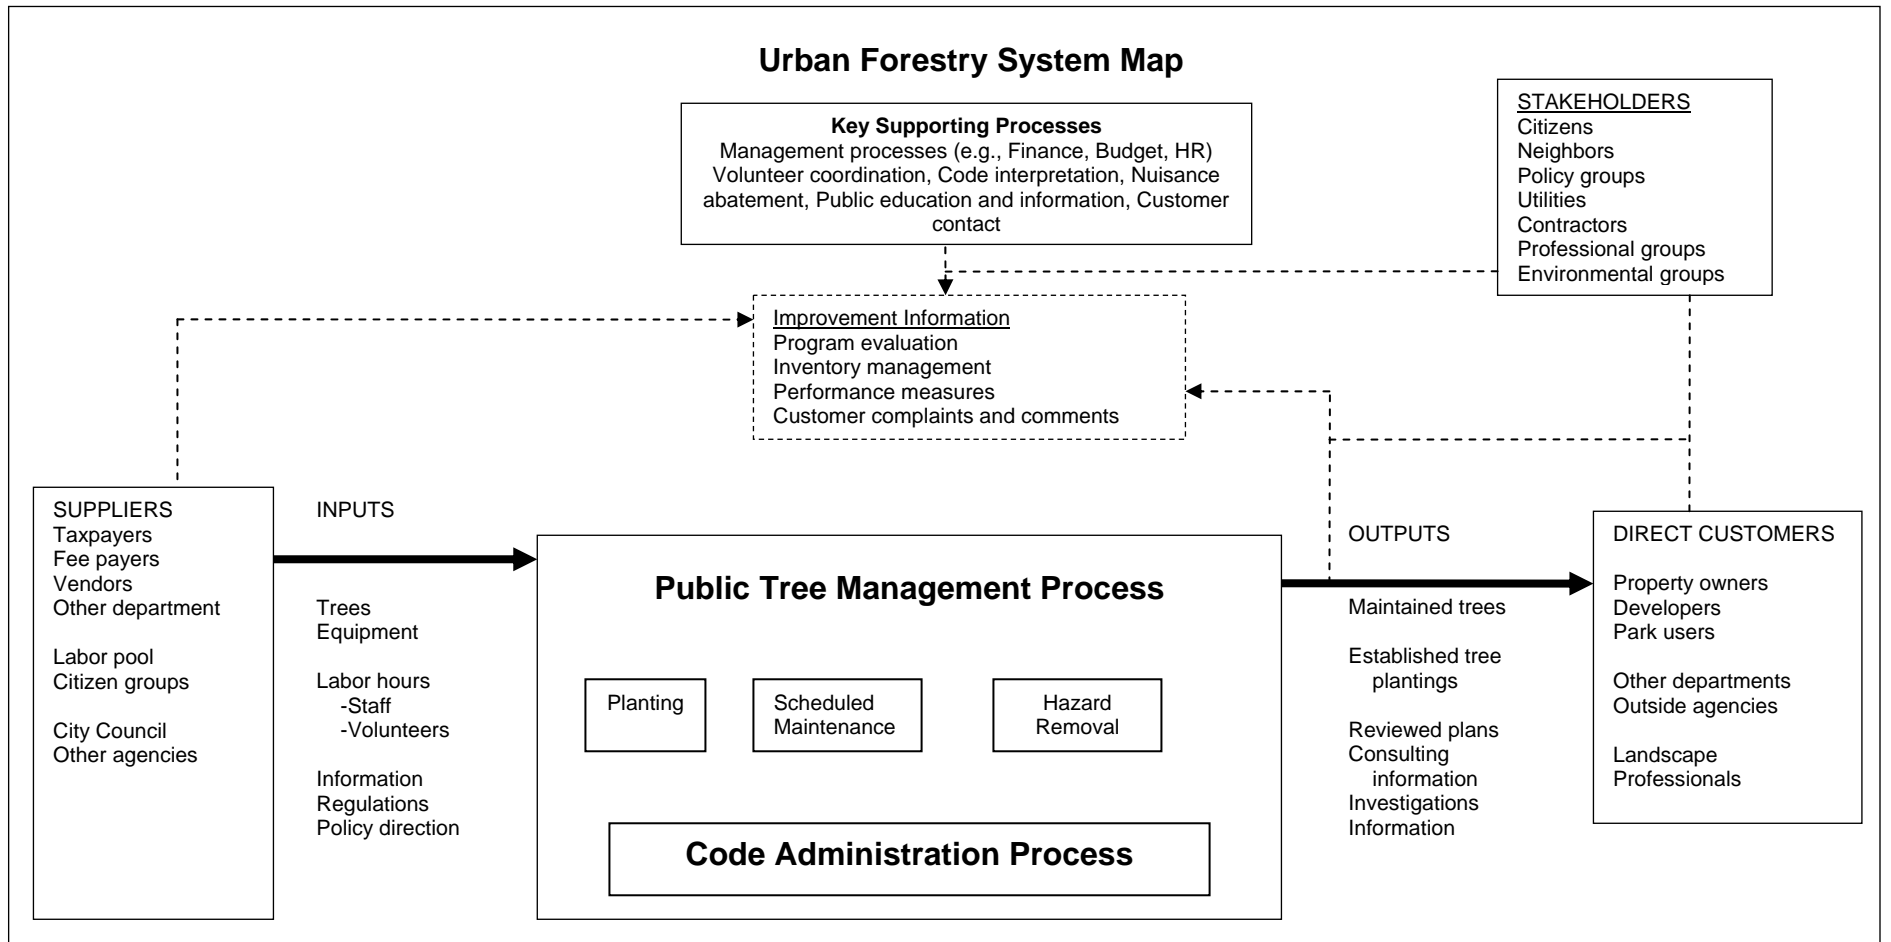 Urban Forestry System Map
Key Supporting Processes
Management processes (e.g., Finance, Budget, HR)
Volunteer coordination, Code interpretation, Nuisance
abatement, Public education and information, Customer
contact
STAKEHOLDERS
Citizens
Neighbors
Policy groups
Utilities
Contractors
Professional groups
Environmental groups
Improvement Information
Program evaluation
Inventory management
Performance measures
Customer complaints and comments
SUPPLIERS
Taxpayers
Fee payers
Vendors
Other department
Labor pool
Citizen groups
City Council
Other agencies
INPUTS
Trees
Equipment
Labor hours
-Staff
-Volunteers
Information
Regulations
Policy direction
Public Tree Management Process
Planting
Scheduled
Maintenance
Hazard
Removal
Code Administration Process
OUTPUTS
Maintained trees
Established tree
plantings
Reviewed plans
Consulting
information
Investigations
Information
DIRECT CUSTOMERS
Property owners
Developers
Park users
Other departments
Outside agencies
Landscape
Professionals